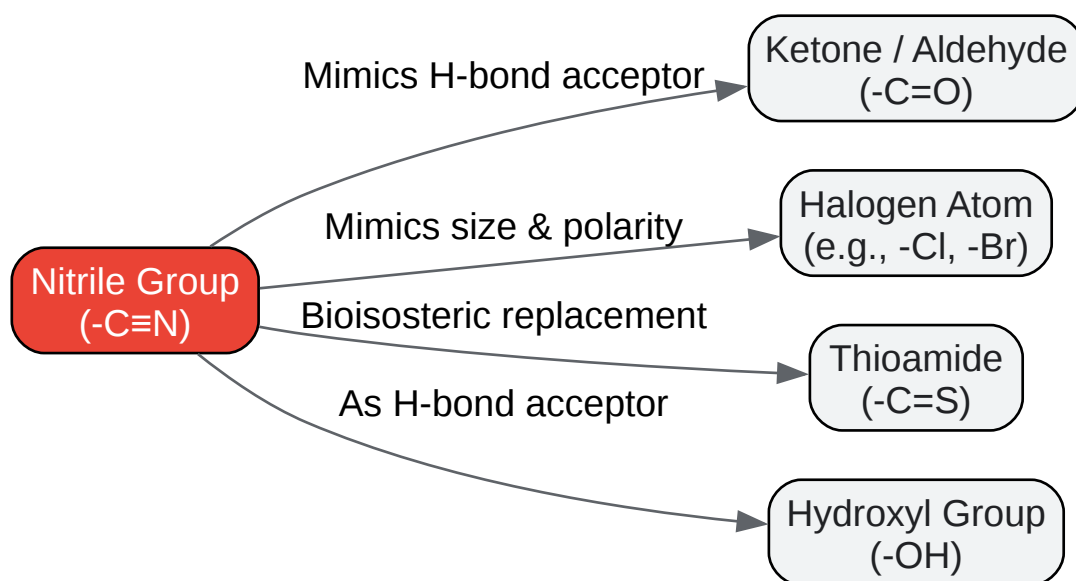 Ketone / Aldehyde
(-C=O)
Mimics H-bond acceptor
Halogen Atom
(e.g., -Cl, -Br)
Mimics size & polarity
Nitrile Group
(-C≡N)
Bioisosteric replacement
Thioamide
(-C=S)
As H-bond acceptor
Hydroxyl Group
(-OH)